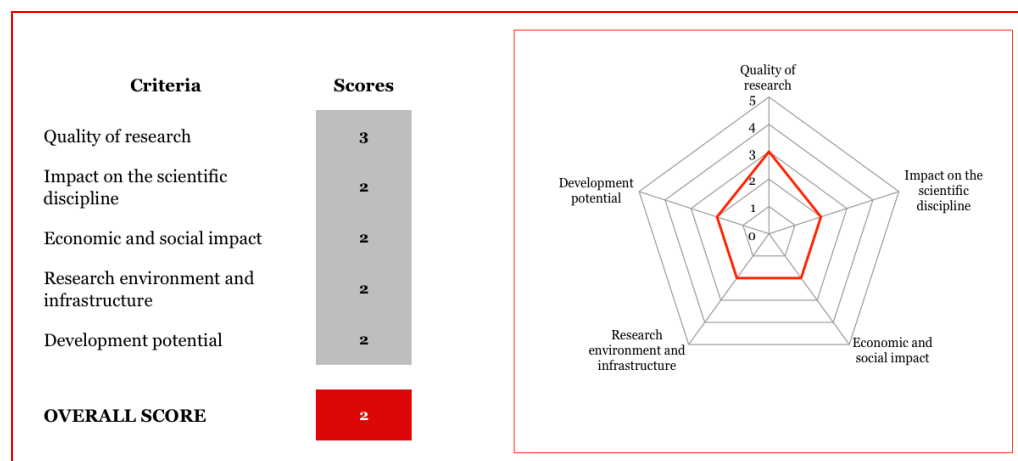 Criteria Scores
Quality of research 3
Impact on the scientific
discipline 2
Economic and social impact 2
Research environment and
infrastructure 2
Development potential 2
OVERALL SCORE 2
Quality of
research
5
4
3
2
1
0
Impact on the
scientific
discipline
Economic and
social impact
Research
environment and
infrastructure
Development
potential